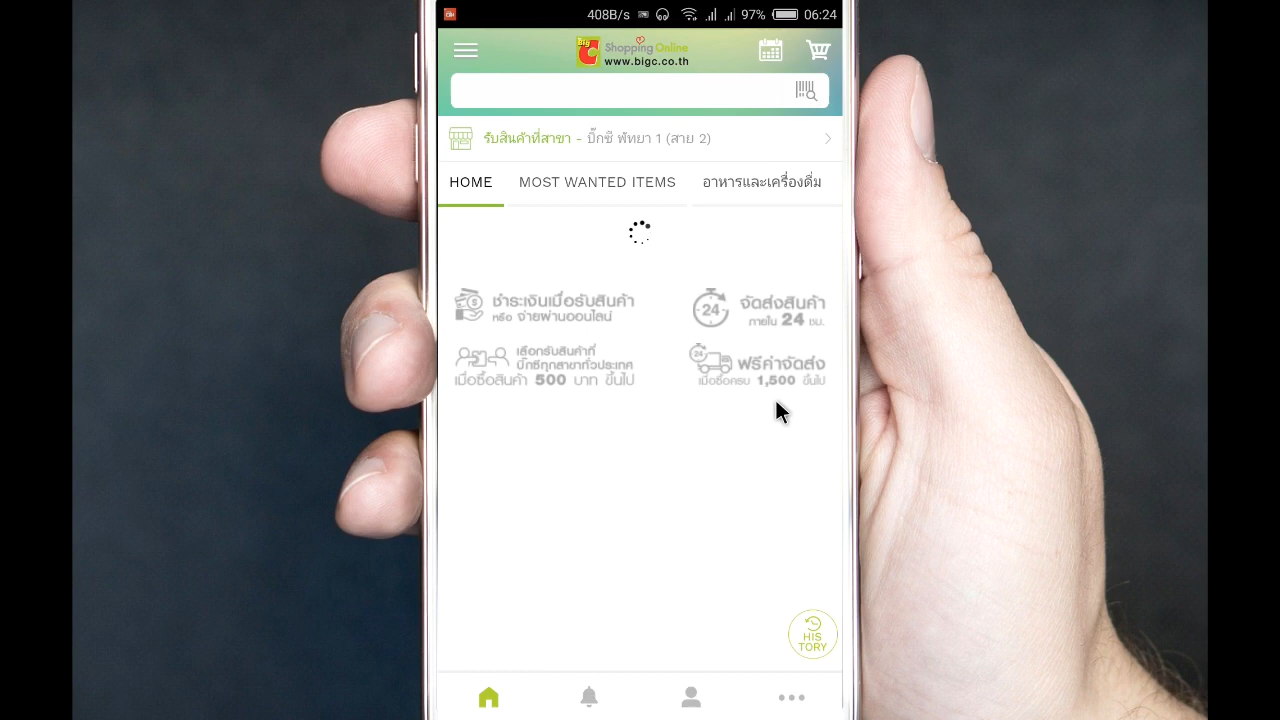 408B/s 97% 06:24
Big C Shopping Online
www.bigc.co.th
รับสินค้าที่สาขา - บิ๊กซี พัทยา 1 (สาย 2)
HOME MOST WANTED ITEMS อาหารและเครื่องดื่ม
ชำระเงินเมื่อรับสินค้า
หรือ จ่ายผ่านออนไลน์
24 จัดส่งสินค้า
ภายใน 24 ชม.
เลือกรับสินค้าที่
บิ๊กซีทุกสาขาทั่วประเทศ
เมื่อซื้อสินค้า 500 บาท ขึ้นไป
24 ฟรีค่าจัดส่ง
เมื่อซื้อครบ 1,500 ขึ้นไป
HIS
TORY